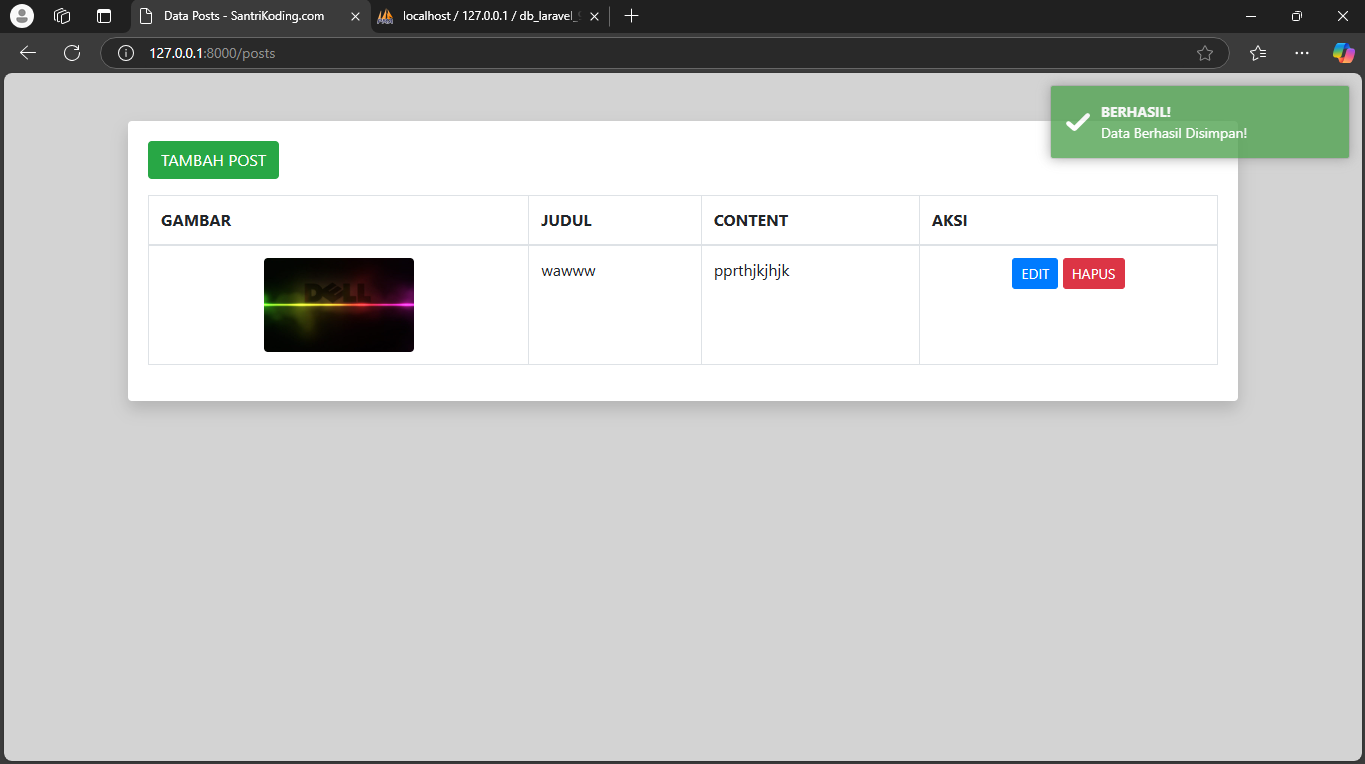 Data Posts - SantriKoding.com
localhost / 127.0.0.1 / db_laravel_
127.0.0.1:8000/posts
BERHASIL!
Data Berhasil Disimpan!
TAMBAH POST
GAMBAR JUDUL CONTENT AKSI
DELL wawww pprthjkjhjk EDIT HAPUS